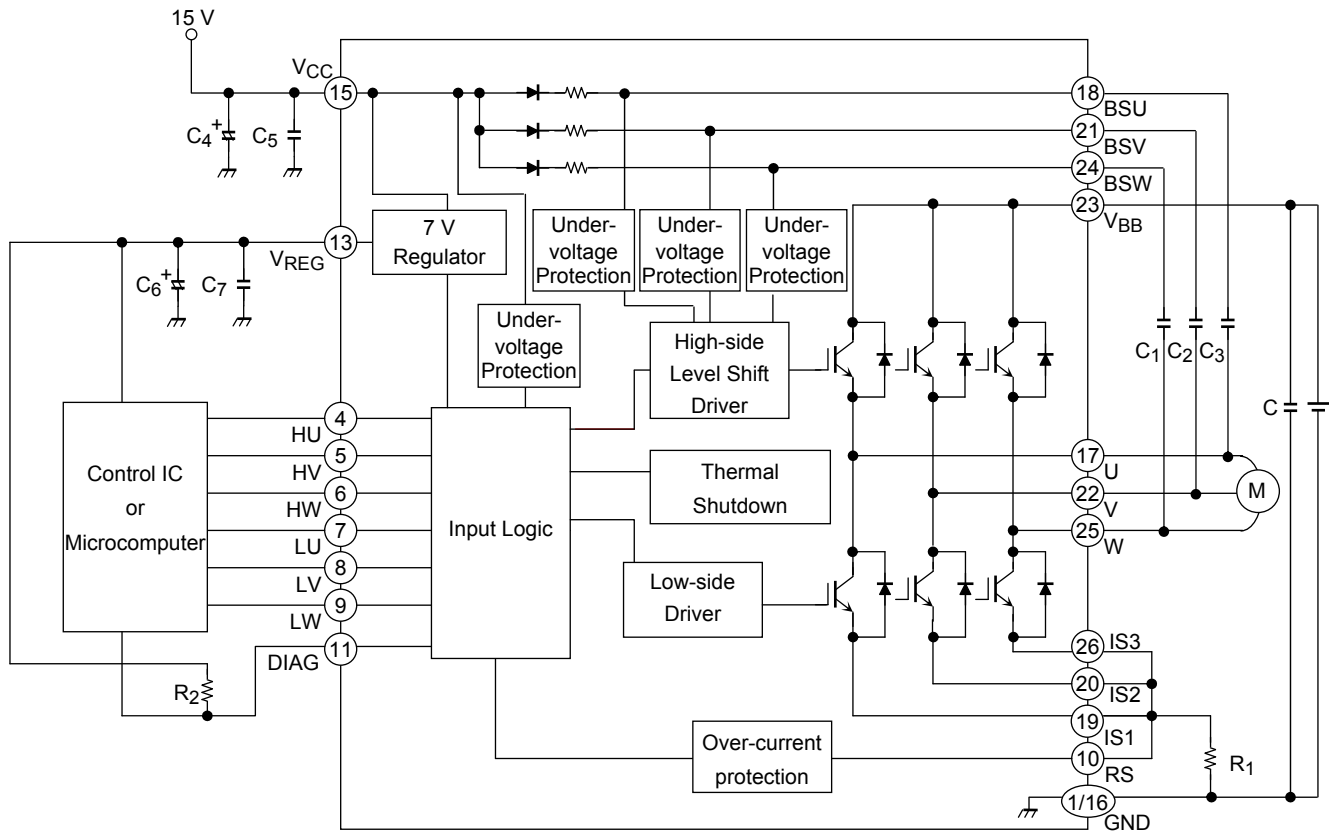 15 V
VCC
15
C4
+
C5
18
BSU
21
BSV
24
BSW
23
VBB
13
VREG
C6
+
C7
7 V
Regulator
Under-
voltage
Protection
Under-
voltage
Protection
Under-
voltage
Protection
Under-
voltage
Protection
High-side
Level Shift
Driver
C1
C2
C3
C
Control IC
or
Microcomputer
4
HU
5
HV
6
HW
7
LU
8
LV
9
LW
11
DIAG
R2
Input Logic
Thermal
Shutdown
Low-side
Driver
Over-current
protection
17
U
22
V
25
W
M
26
IS3
20
IS2
19
IS1
10
RS
R1
1/16
GND